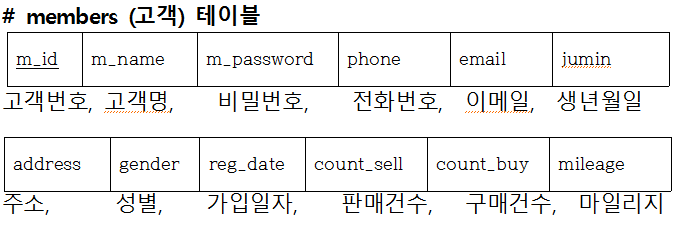 # members (고객) 테이블
m_id m_name m_password phone email jumin
고객번호, 고객명, 비밀번호, 전화번호, 이메일, 생년월일
address gender reg_date count_sell count_buy mileage
주소, 성별, 가입일자, 판매건수, 구매건수, 마일리지